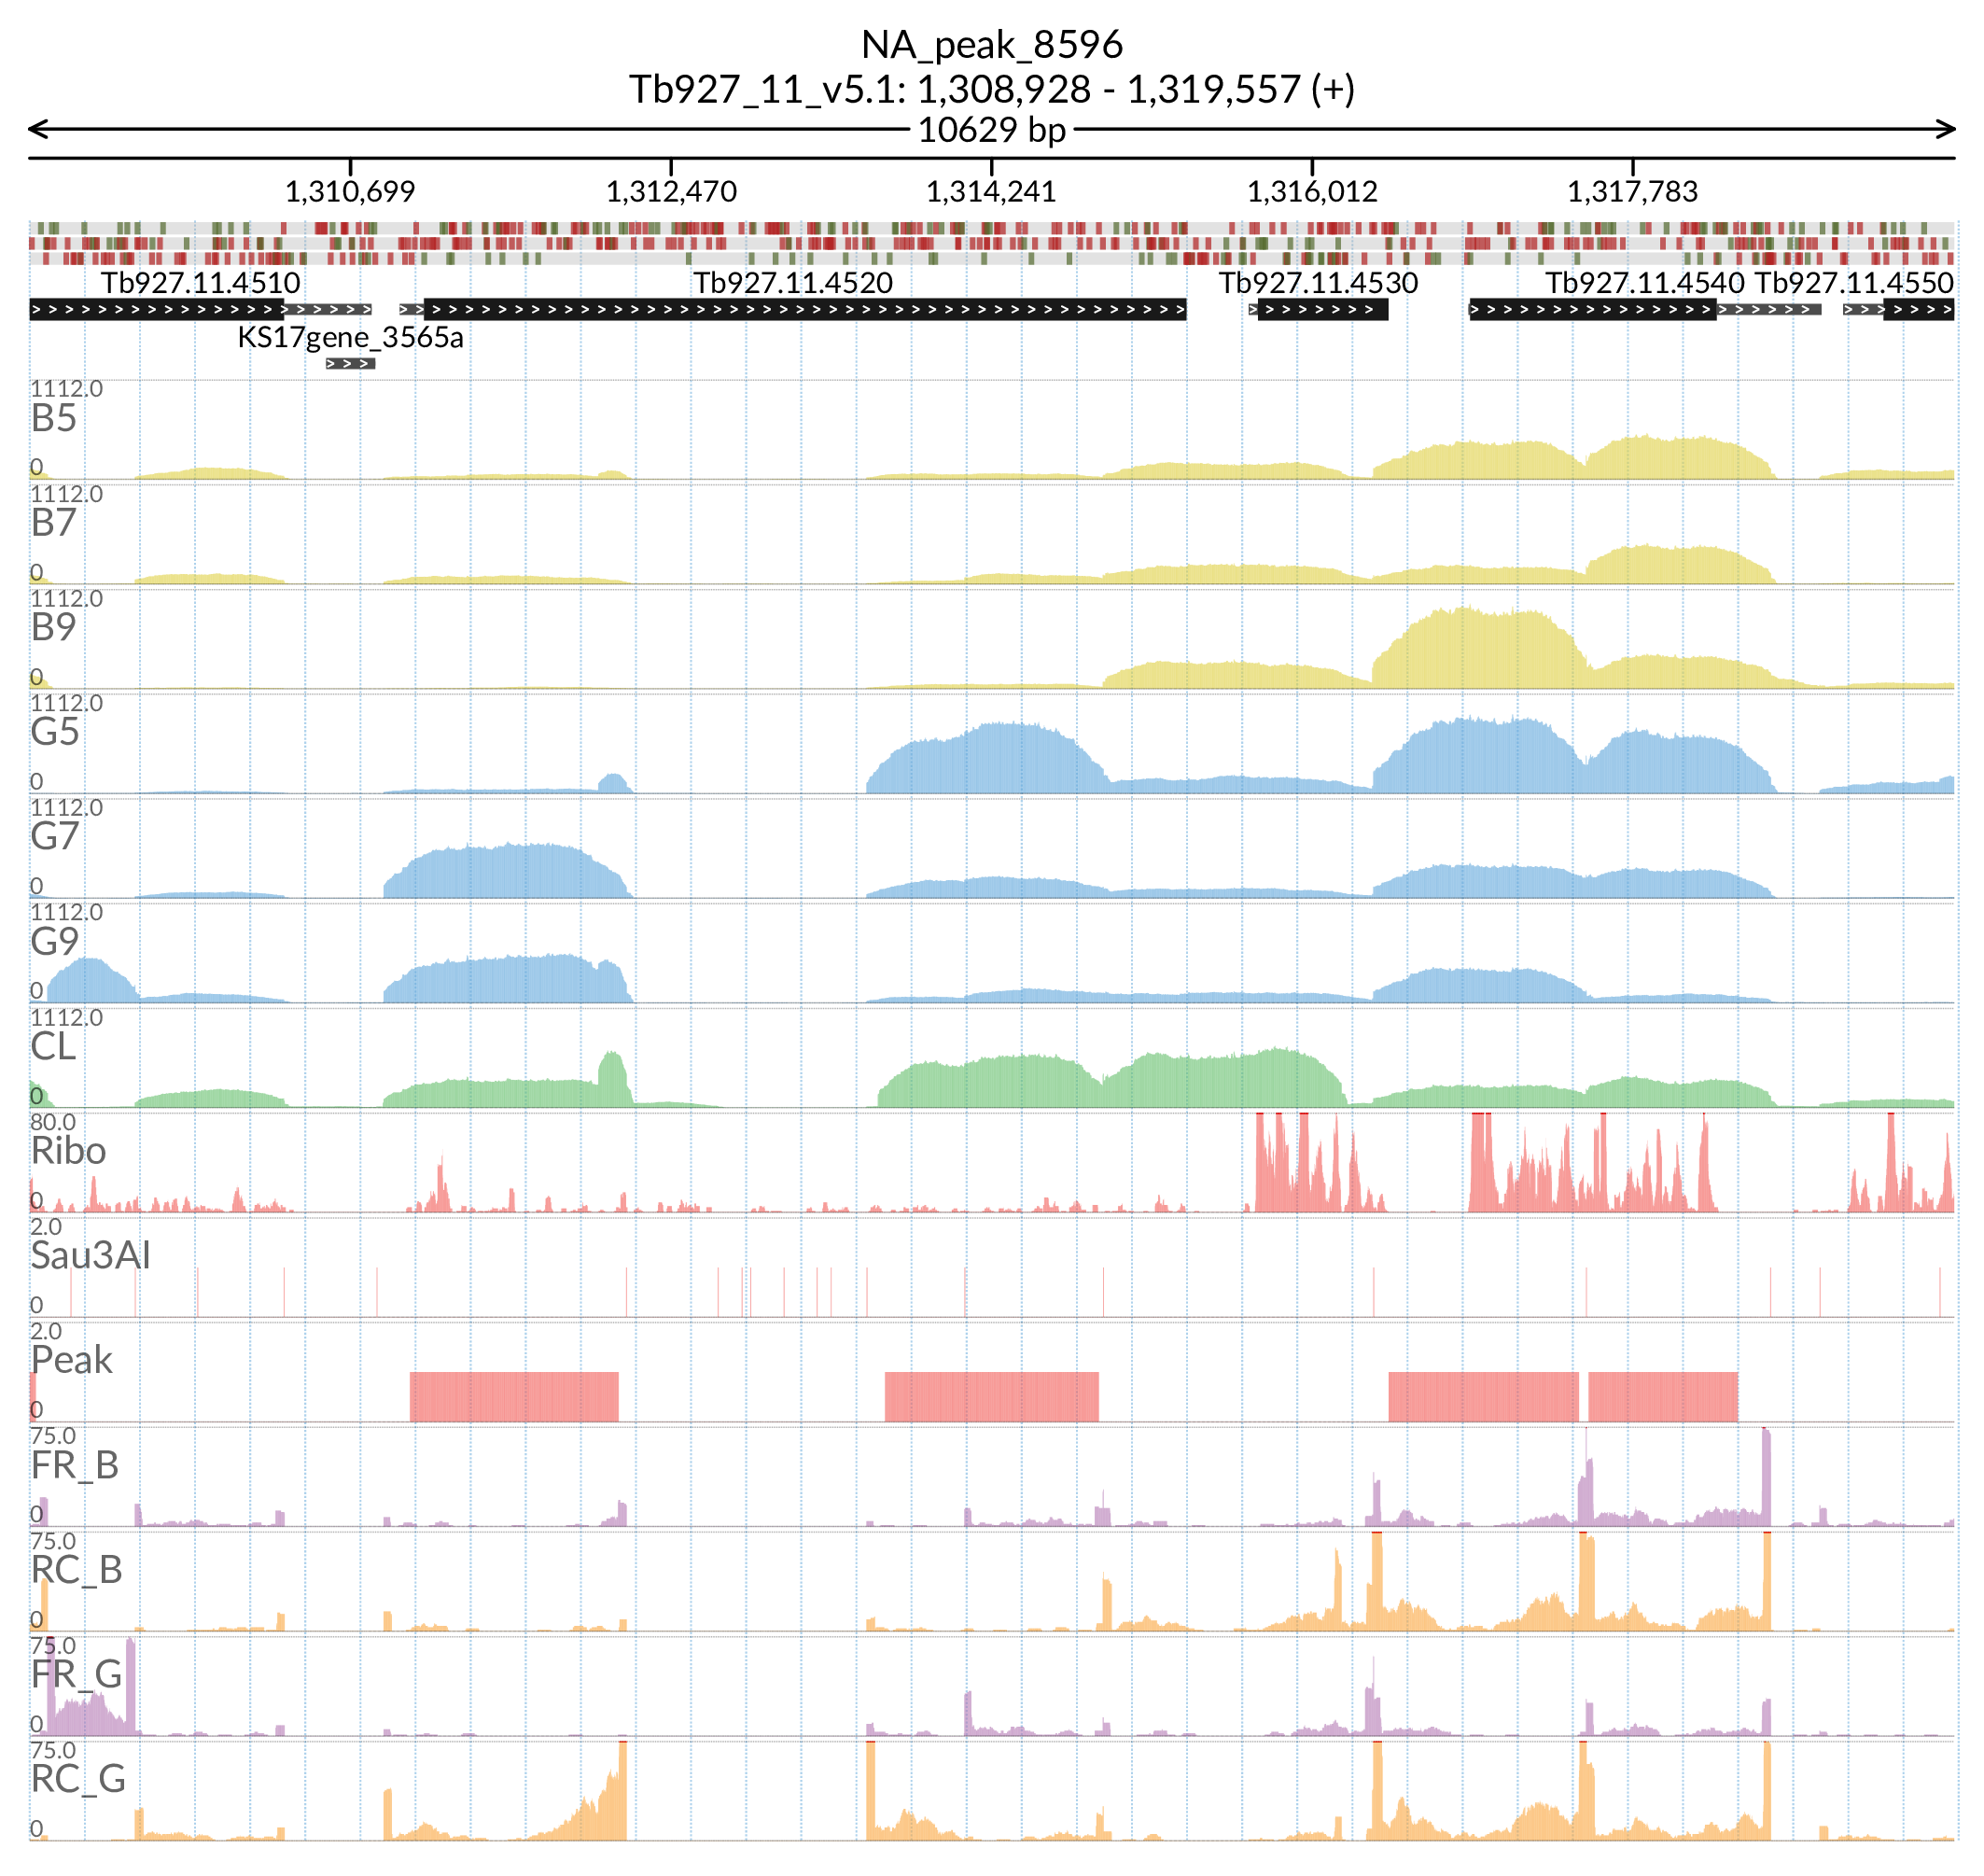 NA_peak_8596
Tb927_11_v5.1: 1,308,928 - 1,319,557 (+)
10629 bp
1,310,699 1,312,470 1,314,241 1,316,012 1,317,783
Tb927.11.4510 Tb927.11.4520 Tb927.11.4530 Tb927.11.4540 Tb927.11.4550
KS17gene_3565a
1112.0
B5
0
1112.0
B7
0
1112.0
B9
0
1112.0
G5
0
1112.0
G7
0
1112.0
G9
0
1112.0
CL
0
80.0
Ribo
0
2.0
Sau3AI
0
2.0
Peak
0
75.0
FR_B
0
75.0
RC_B
0
75.0
FR_G
0
75.0
RC_G
0